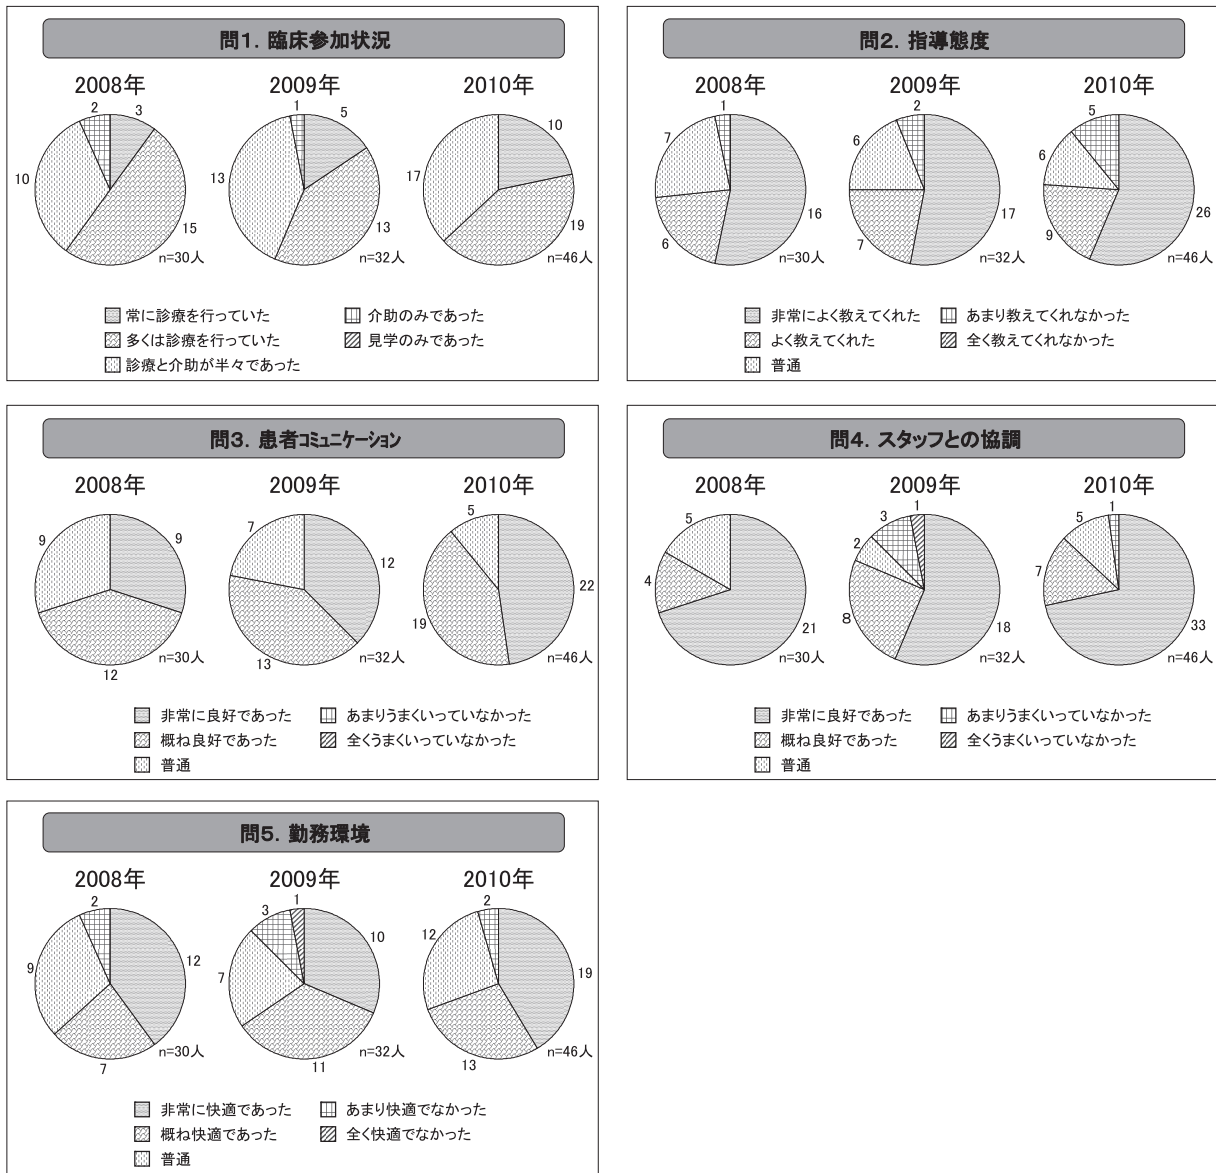 問1. 臨床参加状況
2008年
2009年
2010年
2
3
10
15
n=30人
1
5
13
13
n=32人
10
17
19
n=46人
常に診療を行っていた
介助のみであった
多くは診療を行っていた
見学のみであった
診療と介助が半々であった
問2. 指導態度
2008年
2009年
2010年
1
7
6
16
n=30人
2
6
7
17
n=32人
5
6
9
26
n=46人
非常によく教えてくれた
あまり教えてくれなかった
よく教えてくれた
全く教えてくれなかった
普通
問3. 患者コミュニケーション
2008年
2009年
2010年
9
9
12
n=30人
7
12
13
n=32人
5
22
19
n=46人
非常に良好であった
あまりうまくいっていなかった
概ね良好であった
全くうまくいっていなかった
普通
問4. スタッフとの協調
2008年
2009年
2010年
5
4
21
n=30人
1
3
2
8
18
n=32人
1
5
7
33
n=46人
非常に良好であった
あまりうまくいっていなかった
概ね良好であった
全くうまくいっていなかった
普通
問5. 勤務環境
2008年
2009年
2010年
2
12
9
7
n=30人
1
3
10
7
11
n=32人
2
12
19
13
n=46人
非常に快適であった
あまり快適でなかった
概ね快適であった
全く快適でなかった
普通